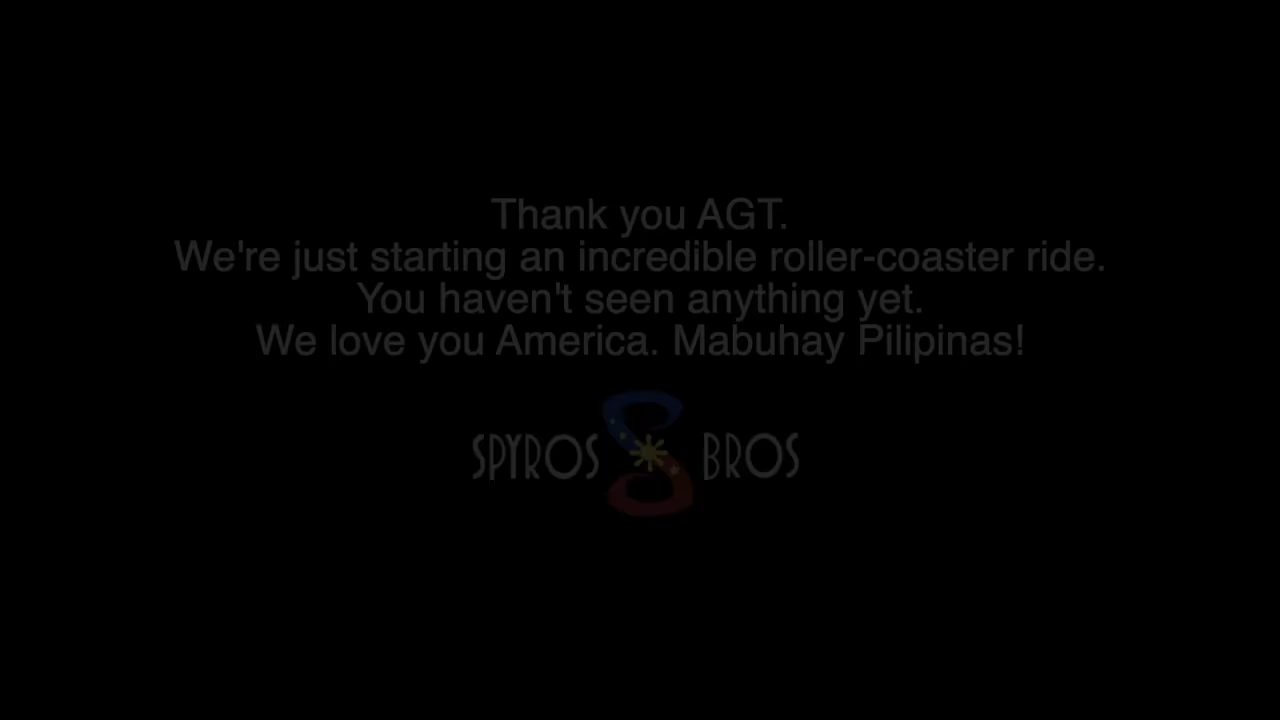 Thank you AGT.
We're just starting an incredible roller-coaster ride.
You haven't seen anything yet.
We love you America. Mabuhay Pilipinas!
SPYROS BROS